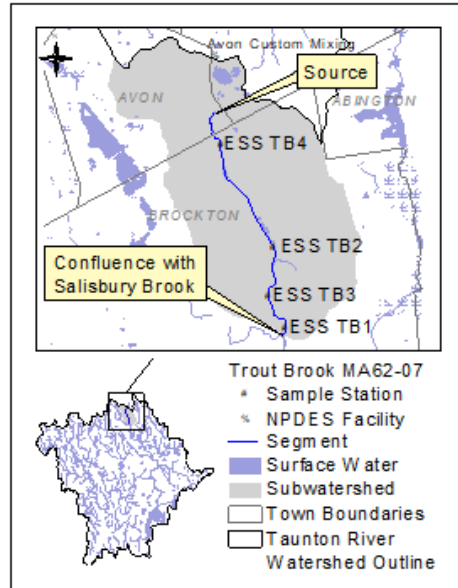 Avon Custom Mixing
Source
AVON
ABINGTON
ESS TB4
BROCKTON
ESS TB2
Confluence with
Salisbury Brook
ESS TB3
ESS TB1
Trout Brook MA62-07
Sample Station
NPDES Facility
Segment
Surface Water
Subwatershed
Town Boundaries
Taunton River
Watershed Outline